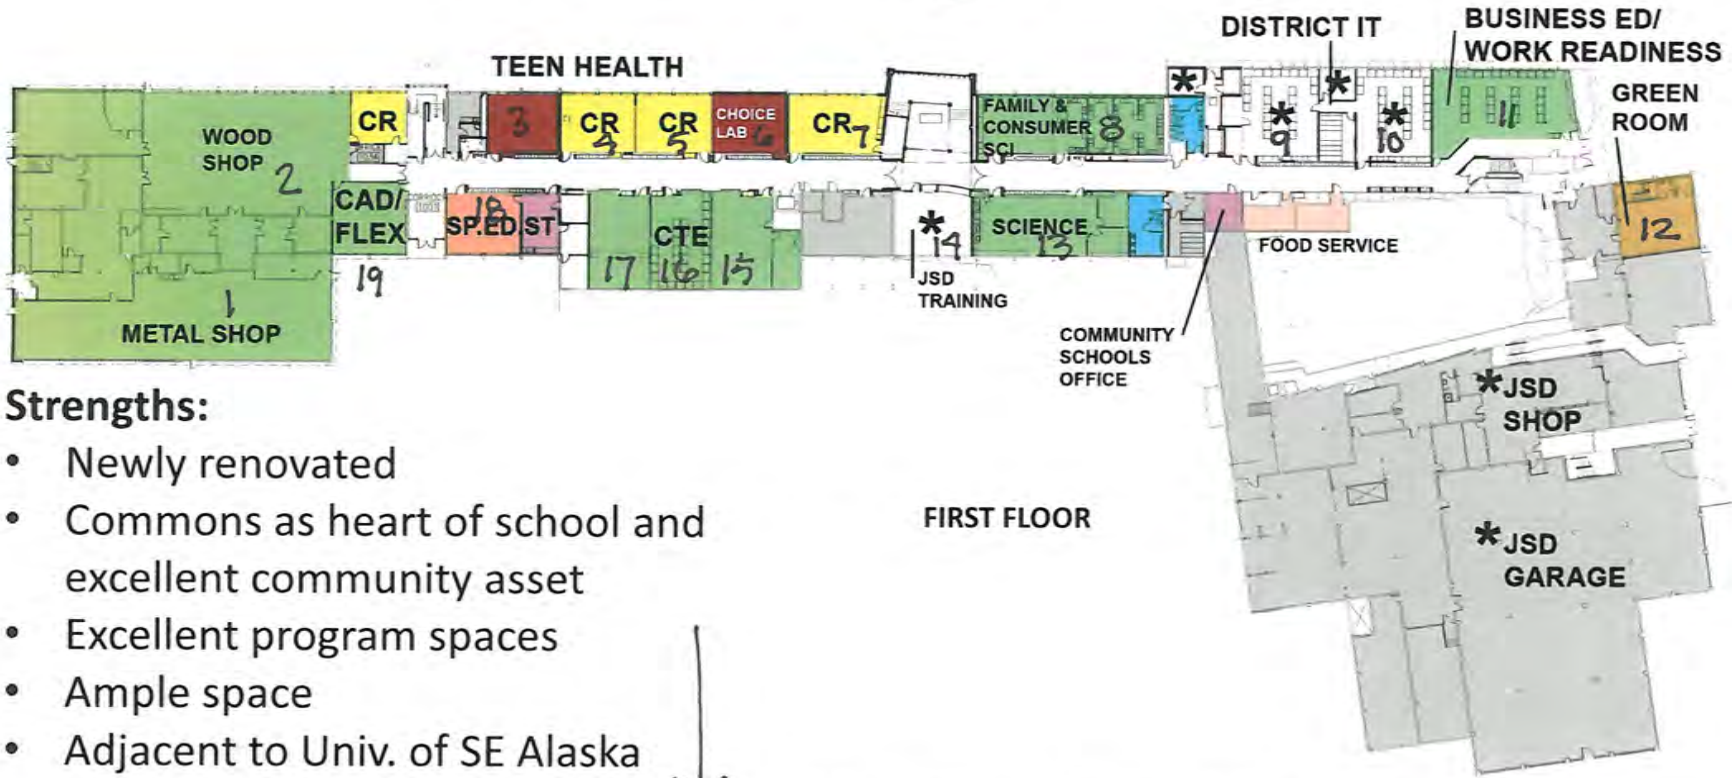 DISTRICT IT
BUSINESS ED/
WORK READINESS
TEEN HEALTH
GREEN
ROOM
WOOD
SHOP
2
CR
3
CR
4
CR
5
CHOICE
LAB 6
CR 7
FAMILY &
CONSUMER
SCI
8
*
*
* 9
* 10
11
12
CAD/
FLEX
19
SP.ED.
18
ST
CTE
17 16 15
*
14
JSD
TRAINING
SCIENCE
13
FOOD SERVICE
COMMUNITY
SCHOOLS
OFFICE
1
METAL SHOP
*JSD
SHOP
*JSD
GARAGE
Strengths:
• Newly renovated
• Commons as heart of school and
excellent community asset
• Excellent program spaces
• Ample space
• Adjacent to Univ. of SE Alaska
FIRST FLOOR